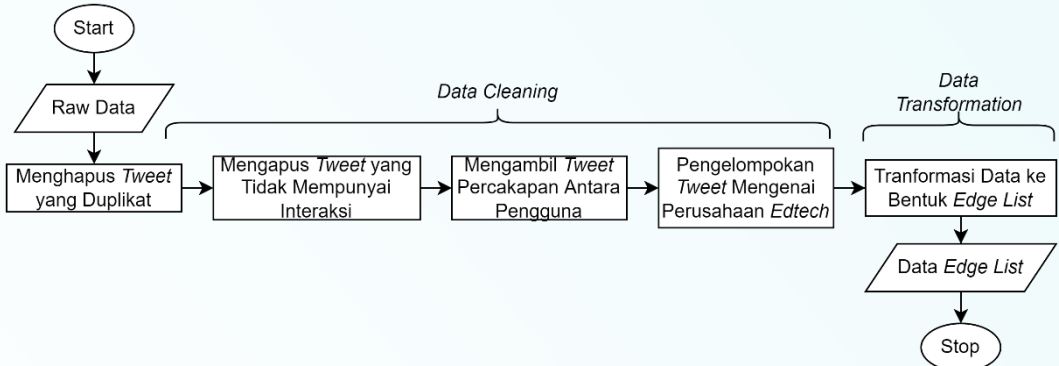 Start
Raw Data
Data Cleaning
Data
Transformation
Menghapus Tweet
yang Duplikat
Mengapus Tweet yang
Tidak Mempunyai
Interaksi
Mengambil Tweet
Percakapan Antara
Pengguna
Pengelompokan
Tweet Mengenai
Perusahaan Edtech
Tranformasi Data ke
Bentuk Edge List
Data Edge List
Stop